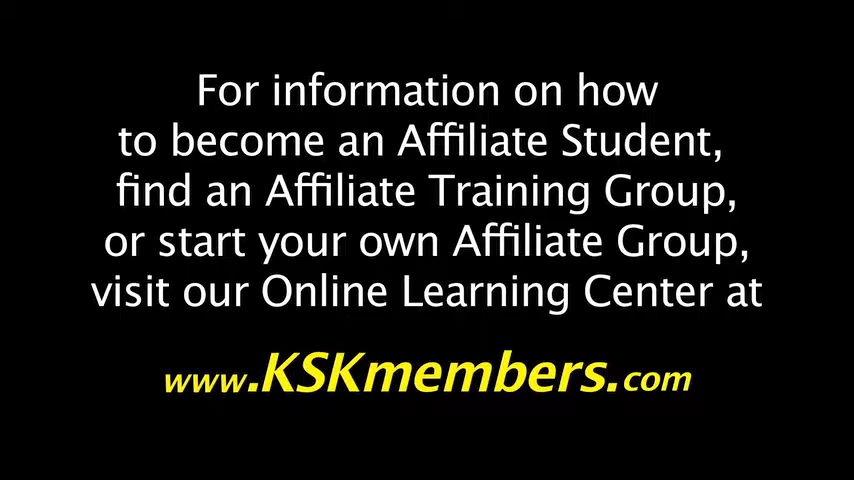 For information on how
to become an Affiliate Student,
find an Affiliate Training Group,
or start your own Affiliate Group,
visit our Online Learning Center at
www.KSKmembers.com